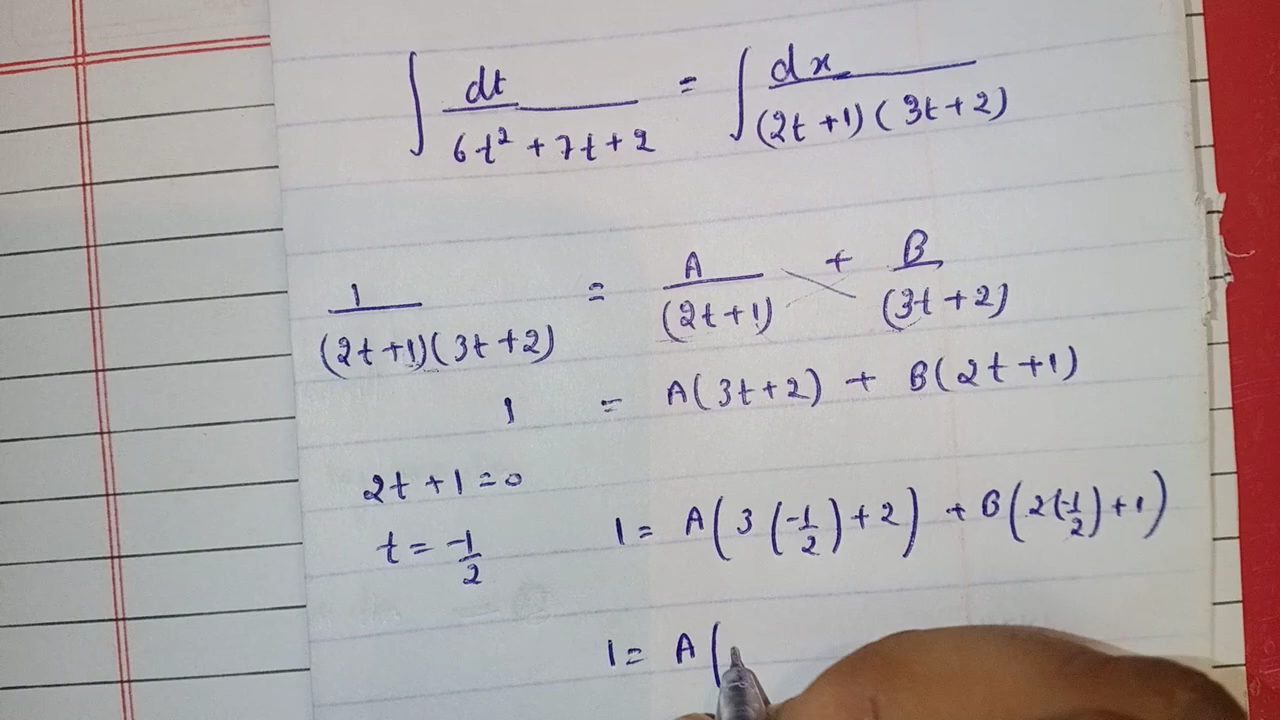 ∫ dt / 6t² + 7t + 2 = ∫ dx / (2t + 1) ( 3t + 2)
1 / (2t + 1)( 3t + 2) = A / (2t + 1) + B / (3t + 2)
1 = A( 3t + 2) + B( 2t + 1)
2t + 1 = 0
t = -1/2 1 = A( 3 (-1/2) + 2 ) + B( 2(-1/2) + 1)
1 = A (